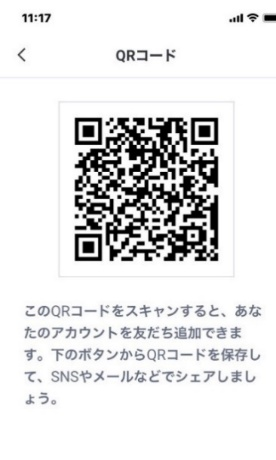 11:17
QRコード
このQRコードをスキャンすると、あな
たのアカウントを友だち追加できま
す。下のボタンからQRコードを保存し
て、SNSやメールなどでシェアしまし
ょう。